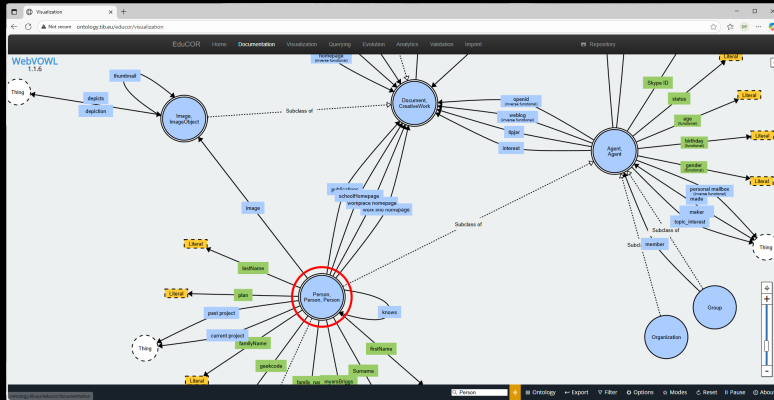 Visualization
Not secure ontology.tib.eu/educor/visualization
EduCOR Home Documentation Visualization Querying Evolution Analytics Validation Imprint Repository
WebVOWL
1.1.6
homepage
(inverse functional)
Literal
thumbnail
Skype ID
Thing
depicts
depiction
Document,
CreativeWork
openid
(inverse functional)
status
Literal
Image,
ImageObject
Subclass of
weblog
(inverse functional)
age
(functional)
tipjar
Literal
interest
Agent,
Agent
birthday
(functional)
gender
(functional)
Literal
publications
schoolHomepage
workplace homepage
work info homepage
personal mailbox
(inverse functional)
made
image
maker
topic_interest
Subclass of
Subclass of
Literal
member
Thing
lastName
Literal
plan
Person,
Person, Person
past project
knows
Group
current project
familyName
Thing
firstName
Organization
geekcode
Surname
Literal
myersBriggs
Person
Ontology Export Filter Options Modes Reset Pause About